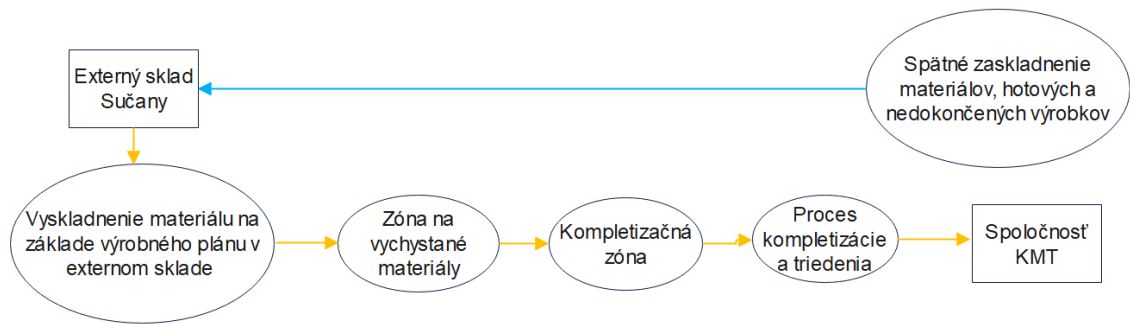 Externý sklad
Sučany
Spätné zaskladnenie
materiálov, hotových a
nedokončených výrobkov
Vyskladnenie materiálu na
základe výrobného plánu v
externom sklade
Zóna na
vychystané
materiály
Kompletizačná
zóna
Proces
kompletizácie
a triedenia
Spoločnosť
KMT